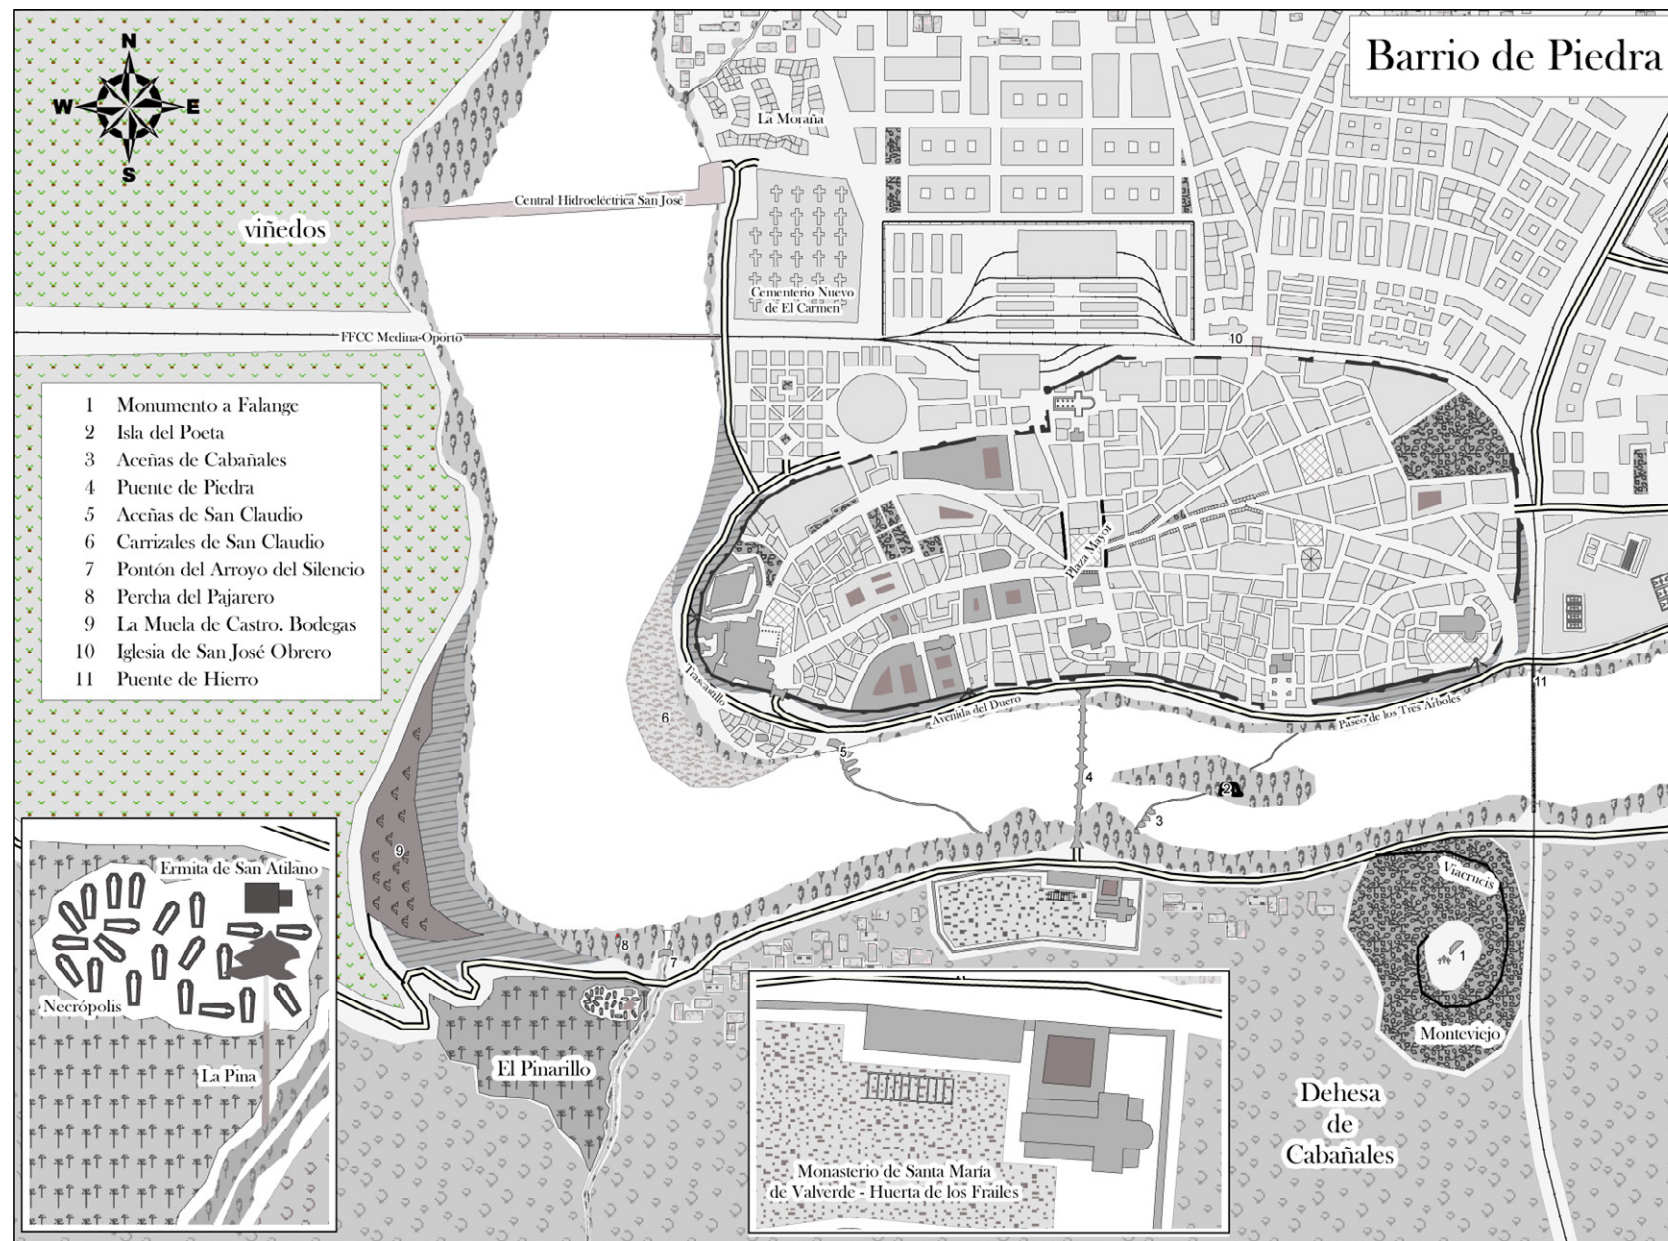 Barrio de Piedra
N
W
E
S
La Moraña
Central Hidroeléctrica San José
viñedos
Cementerio Nuevo
de El Carmen
FFCC Medina-Oporto
10
1 Monumento a Falange
2 Isla del Poeta
3 Aceñas de Cabañales
4 Puente de Piedra
5 Aceñas de San Claudio
6 Carrizales de San Claudio
7 Pontón del Arroyo del Silencio
8 Percha del Pajarero
9 La Muela de Castro. Bodegas
10 Iglesia de San José Obrero
11 Puente de Hierro
Plaza Mayor
Trascastillo
Avenida del Duero
Paseo de los Tres Árboles
11
6
5
4
2
3
9
8
7
Viacrucis
1
Monteviejo
Ermita de San Atilano
Necrópolis
La Pina
El Pinarillo
Dehesa
de
Cabañales
Monasterio de Santa María
de Valverde - Huerta de los Frailes